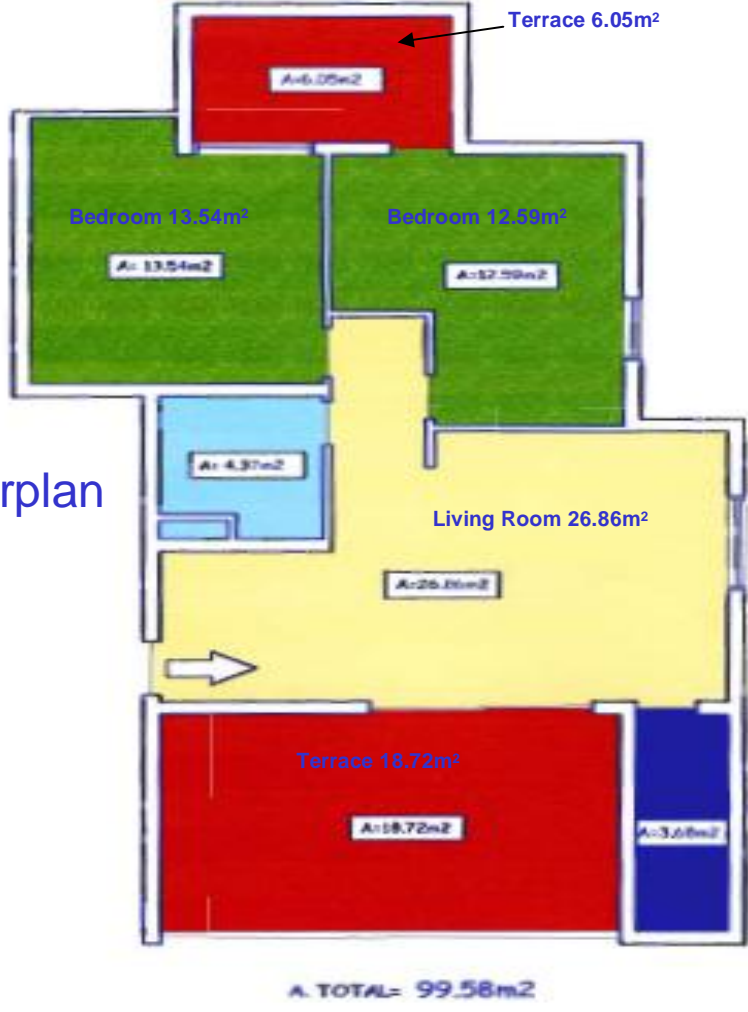 Terrace 6.05m²
A=6.05m2
Bedroom 13.54m²
Bedroom 12.59m²
A= 13.54m2
A=12.59m2
A= 4.37m2
rplan
Living Room 26.86m²
A=26.86m2
Terrace 18.72m²
A=18.72m2
A=3.68m2
A. TOTAL= 99.58m2